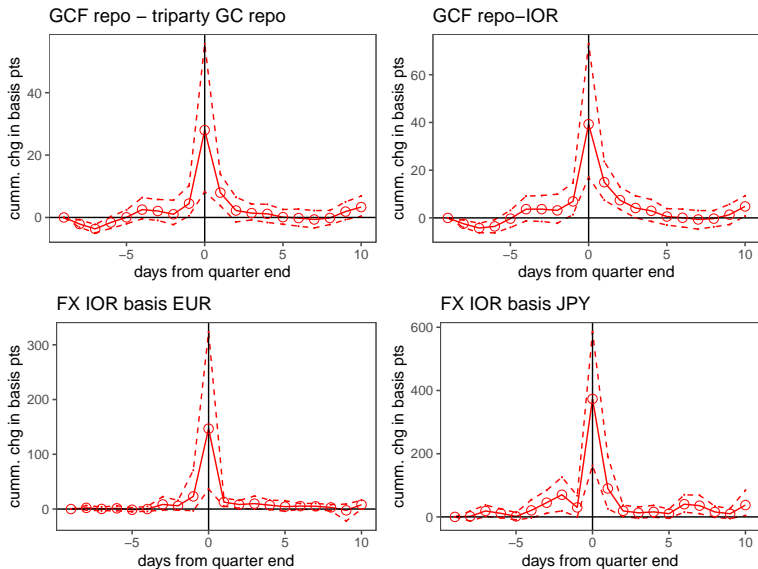 GCF repo − triparty GC repo
cumm. chg in basis pts
40
20
0
−5
0
5
10
days from quarter end
GCF repo−IOR
cumm. chg in basis pts
60
40
20
0
−5
0
5
10
days from quarter end
FX IOR basis EUR
cumm. chg in basis pts
300
200
100
0
−5
0
5
10
days from quarter end
FX IOR basis JPY
cumm. chg in basis pts
600
400
200
0
−5
0
5
10
days from quarter end